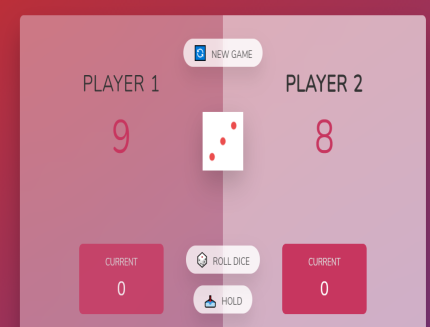 NEW GAME
PLAYER 1
PLAYER 2
9
8
CURRENT
0
ROLL DICE
HOLD
CURRENT
0